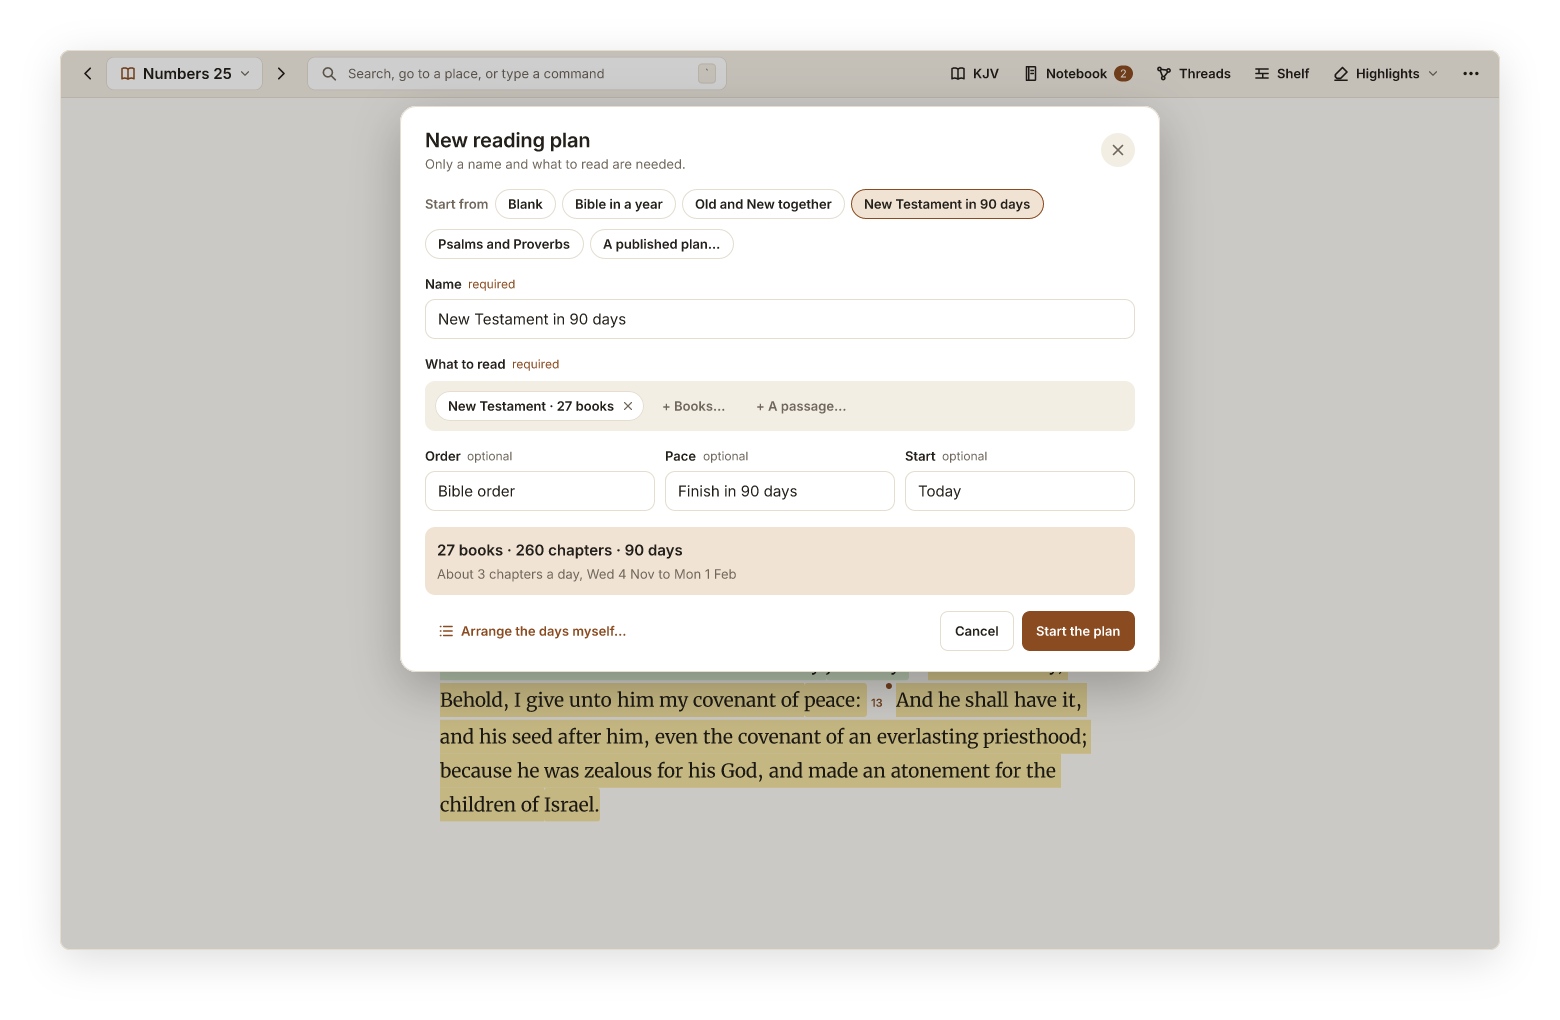 Numbers 25
Search, go to a place, or type a command
KJV
Notebook 2
Threads
Shelf
Highlights
New reading plan
Only a name and what to read are needed.
Start from Blank Bible in a year Old and New together New Testament in 90 days
Psalms and Proverbs A published plan...
Name required
New Testament in 90 days
What to read required
New Testament · 27 books + Books... + A passage...
Order optional Pace optional Start optional
Bible order Finish in 90 days Today
27 books · 260 chapters · 90 days
About 3 chapters a day, Wed 4 Nov to Mon 1 Feb
Arrange the days myself... Cancel Start the plan
Behold, I give unto him my covenant of peace: 13 And he shall have it,
and his seed after him, even the covenant of an everlasting priesthood;
because he was zealous for his God, and made an atonement for the
children of Israel.